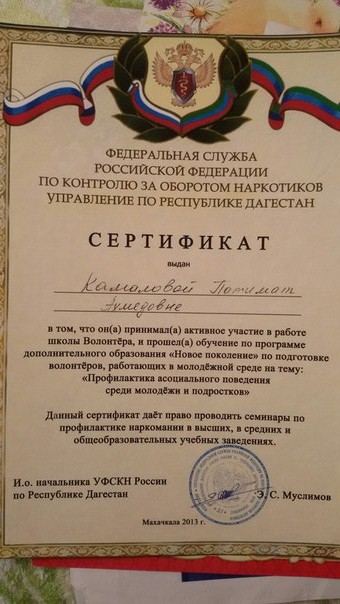 ФЕДЕРАЛЬНАЯ СЛУЖБА
РОССИЙСКОЙ ФЕДЕРАЦИИ
ПО КОНТРОЛЮ ЗА ОБОРОТОМ НАРКОТИКОВ
УПРАВЛЕНИЕ ПО РЕСПУБЛИКЕ ДАГЕСТАН
СЕРТИФИКАТ
выдан
Камаловой Патимат
Ахмедовне
в том, что он(а) принимал(а) активное участие в работе
школы Волонтёра, и прошел(а) обучение по программе
дополнительного образования «Новое поколение» по подготовке
волонтёров, работающих в молодёжной среде на тему:
«Профилактика асоциального поведения
среди молодёжи и подростков»
Данный сертификат даёт право проводить семинары по
профилактике наркомании в высших, в средних и
общеобразовательных учебных заведениях.
И.о. начальника УФСКН России
по Республике Дагестан
Э. С. Муслимов
Махачкала 2013 г.